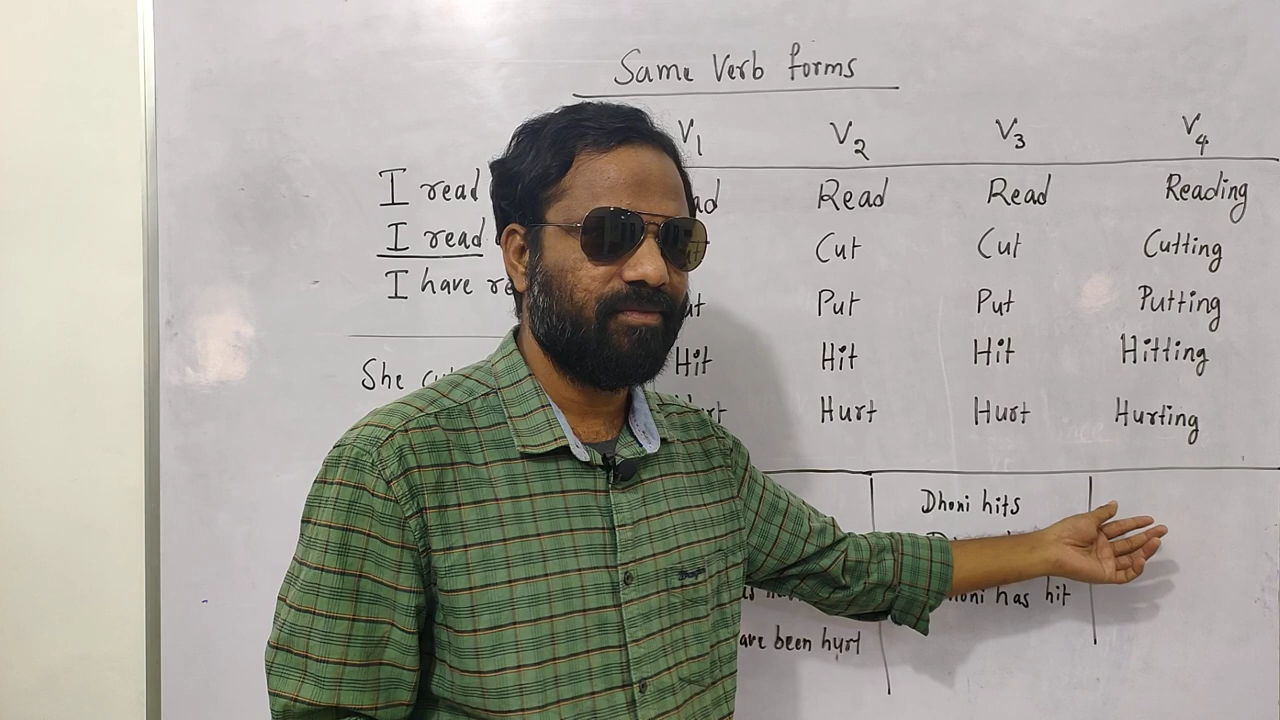 Same Verb forms
V1 V2 V3 V4
I read
Read Read Reading
I read
Cut Cut Cutting
I have
Put Put Putting
Hit Hit Hit Hitting
She
Hurt Hurt Hurting
Dhoni hits
Dhoni has hit
have been hurt